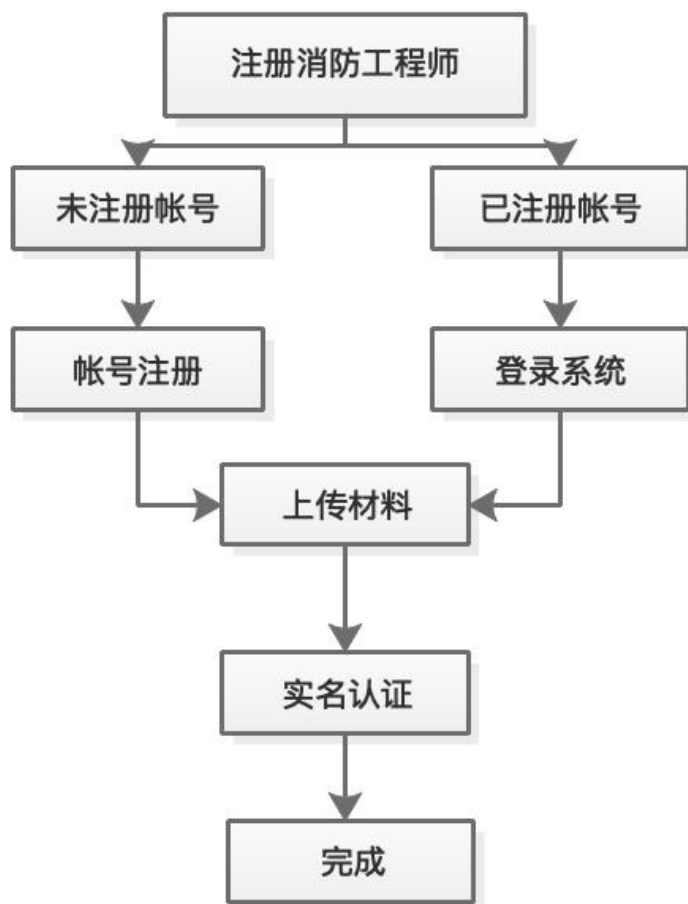 注册消防工程师
未注册帐号
已注册帐号
帐号注册
登录系统
上传材料
实名认证
完成